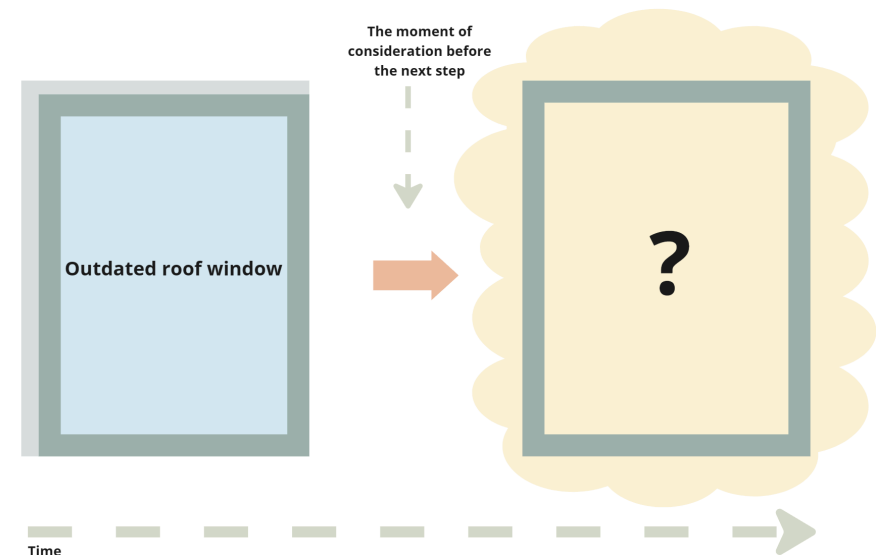 The moment of
consideration before
the next step
Outdated roof window
?
Time